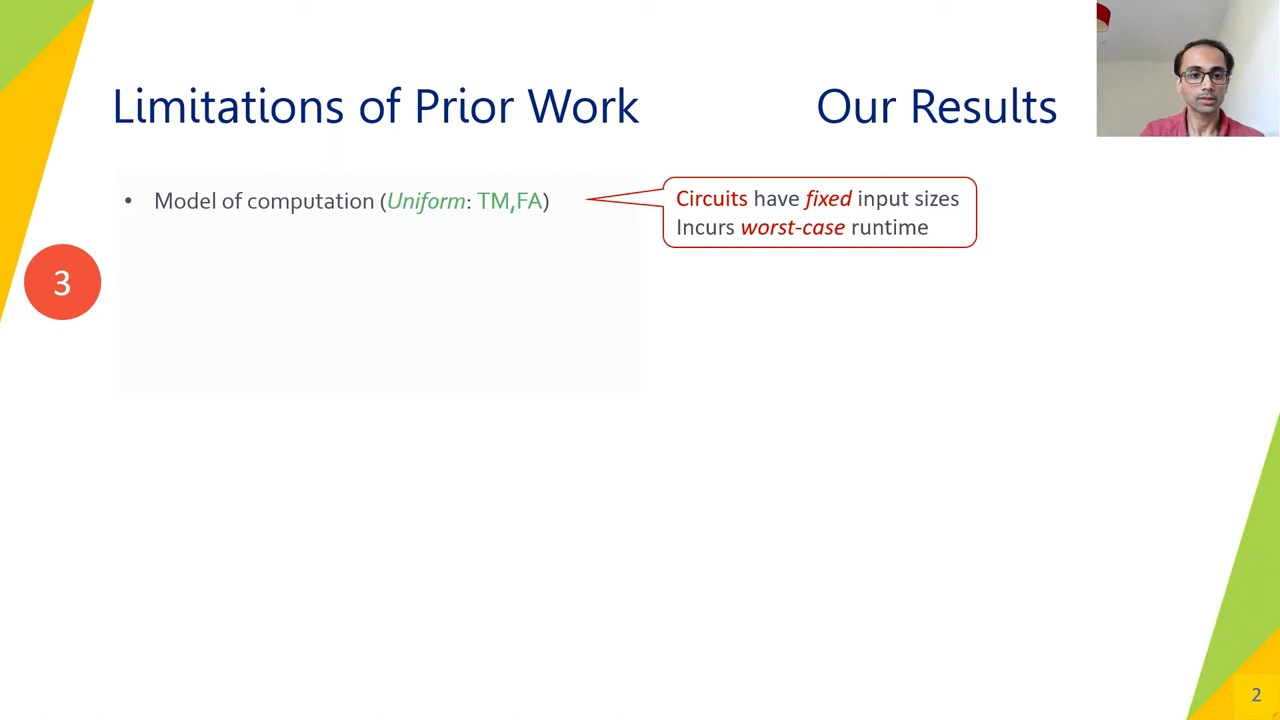 Limitations of Prior Work
Our Results
• Model of computation (Uniform: TM,FA)
Circuits have fixed input sizes
Incurs worst-case runtime
3
2